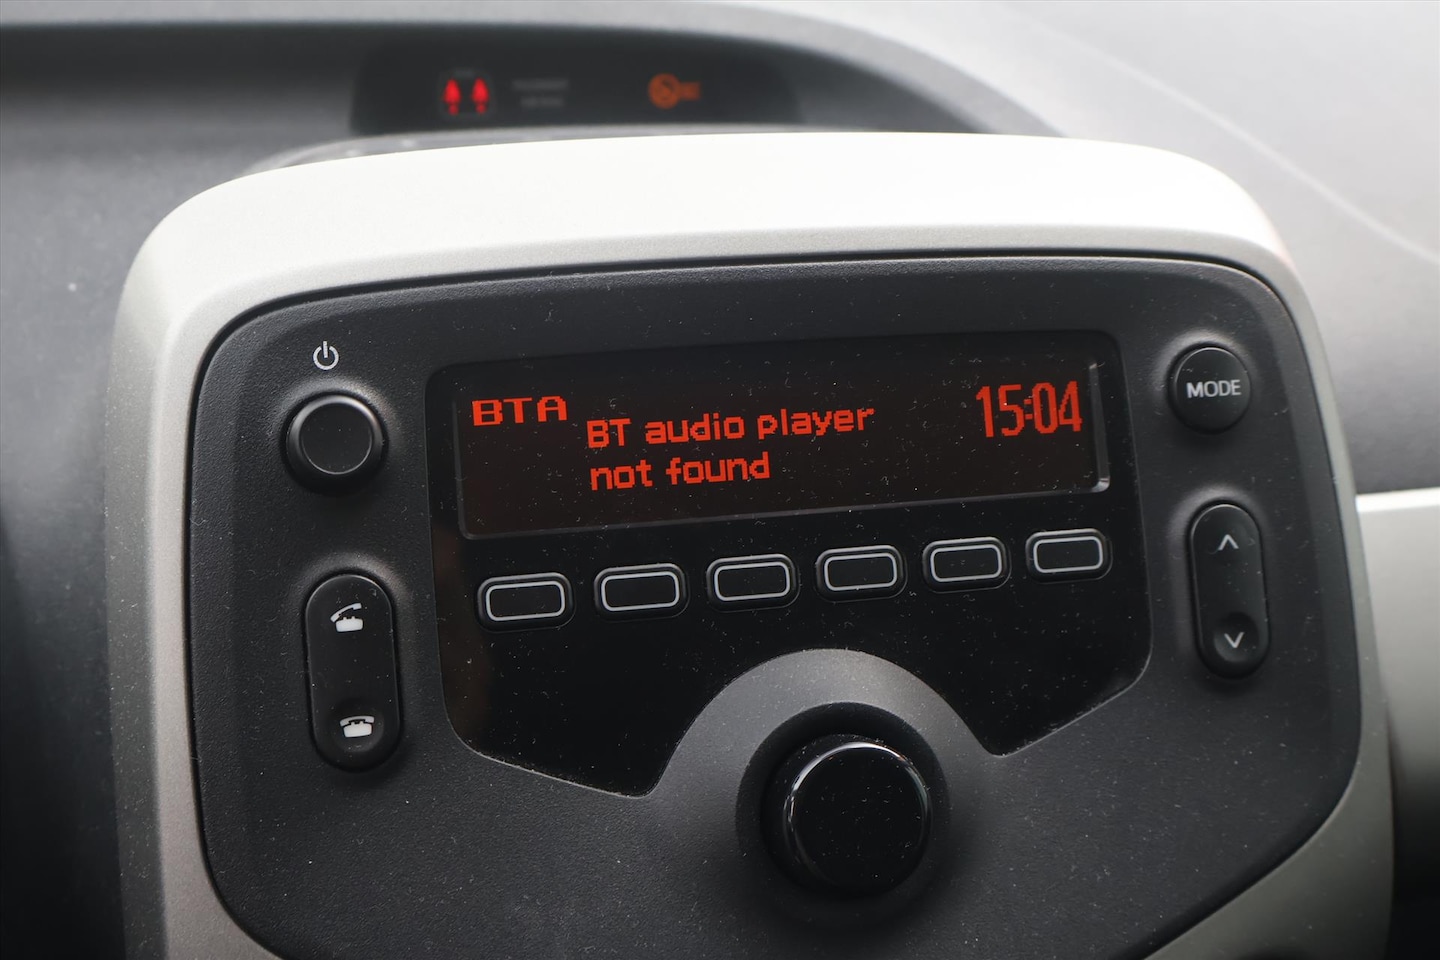 BTA
BT audio player
not found
15:04
MODE